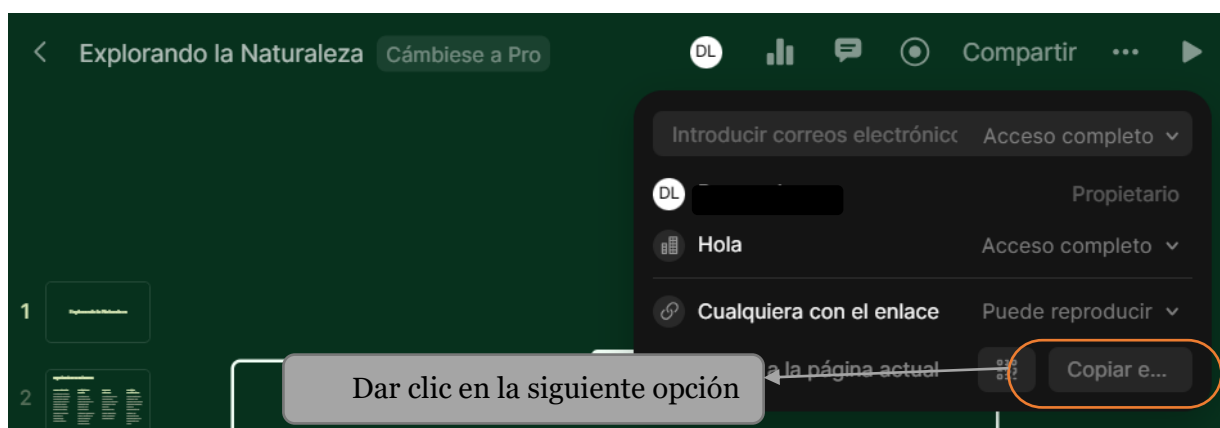 Explorando la Naturaleza Cámbiese a Pro DL Compartir
Introducir correos electrónicc Acceso completo
DL Propietario
Hola Acceso completo
1
Cualquiera con el enlace Puede reproducir
a la página actual Copiar e...
Dar clic en la siguiente opción
2